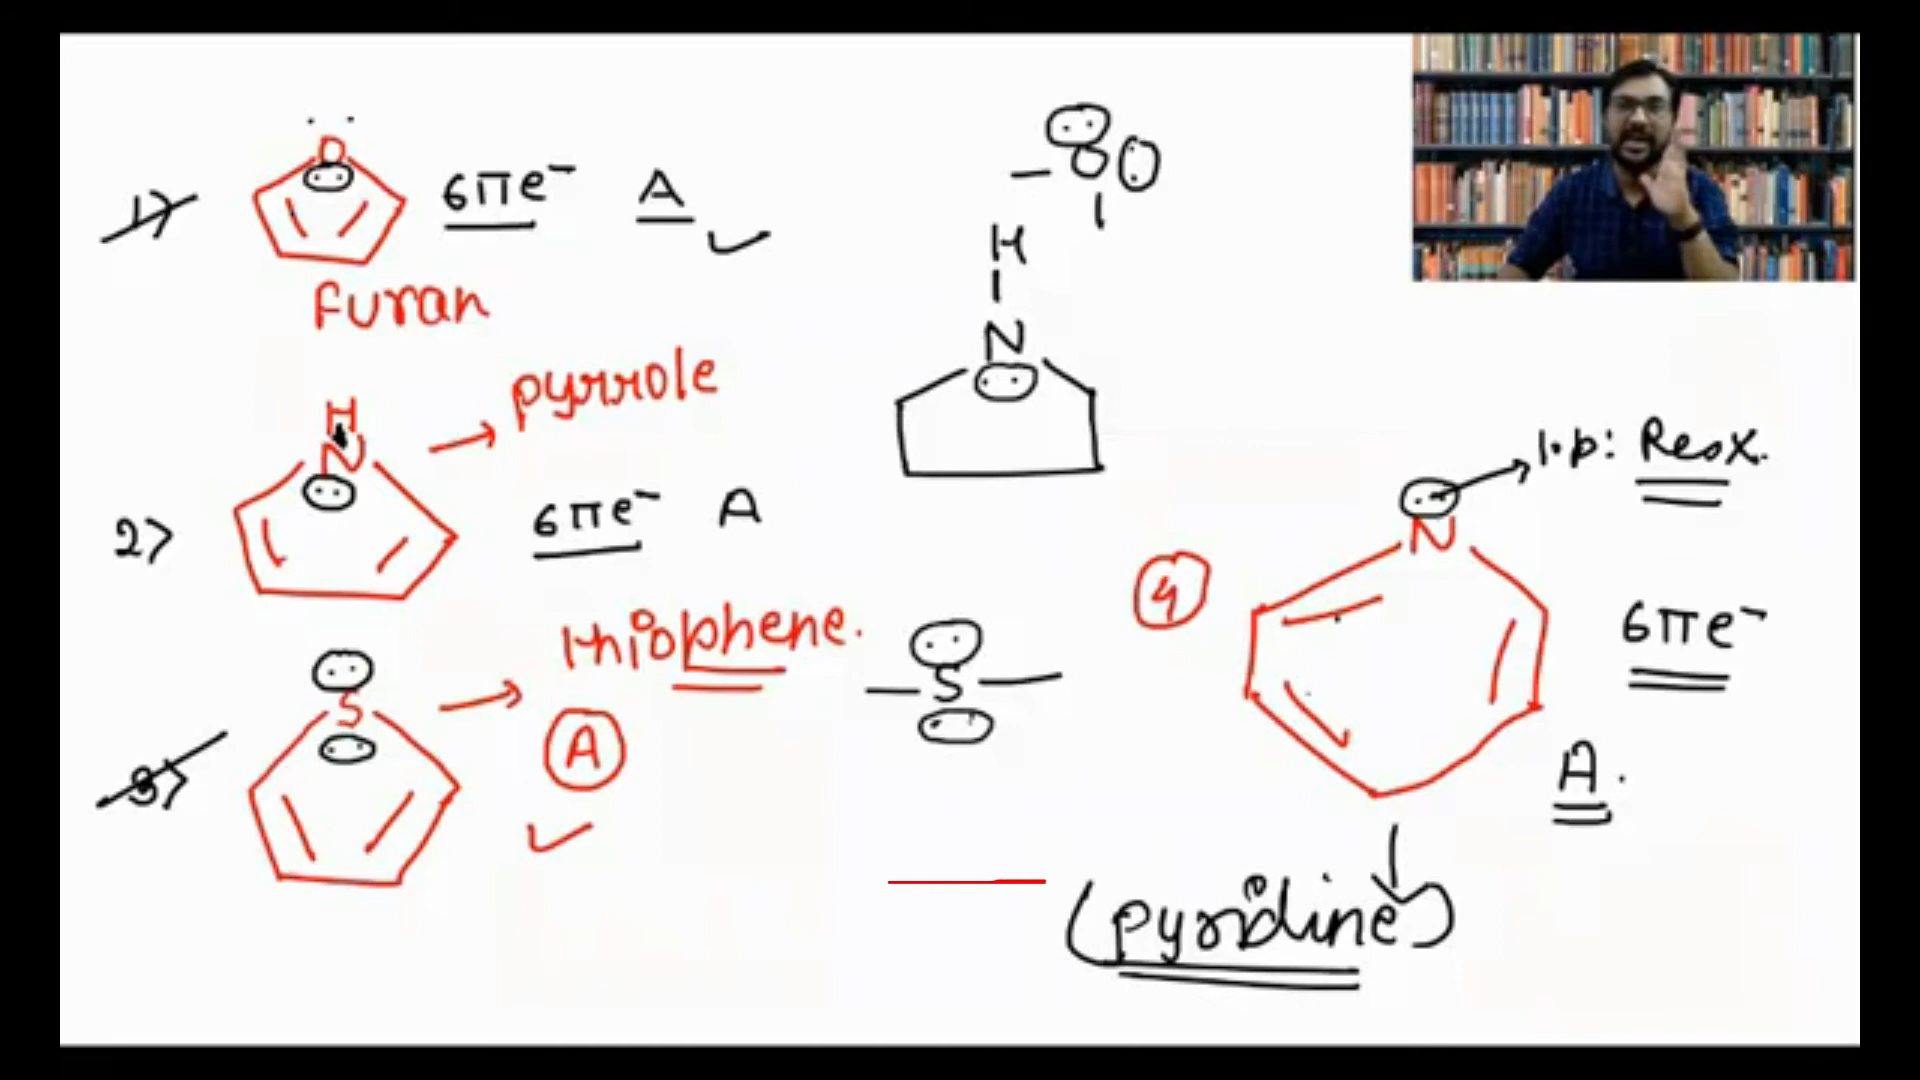 O
1) 6πe⁻ A
Furan
O
H
N
H
N
→ pyrrole
2) 6πe⁻ A
thiophene.
S
→
3)
A
S
l.p: Resx.
N
4
6πe⁻
A.
(pyridine)